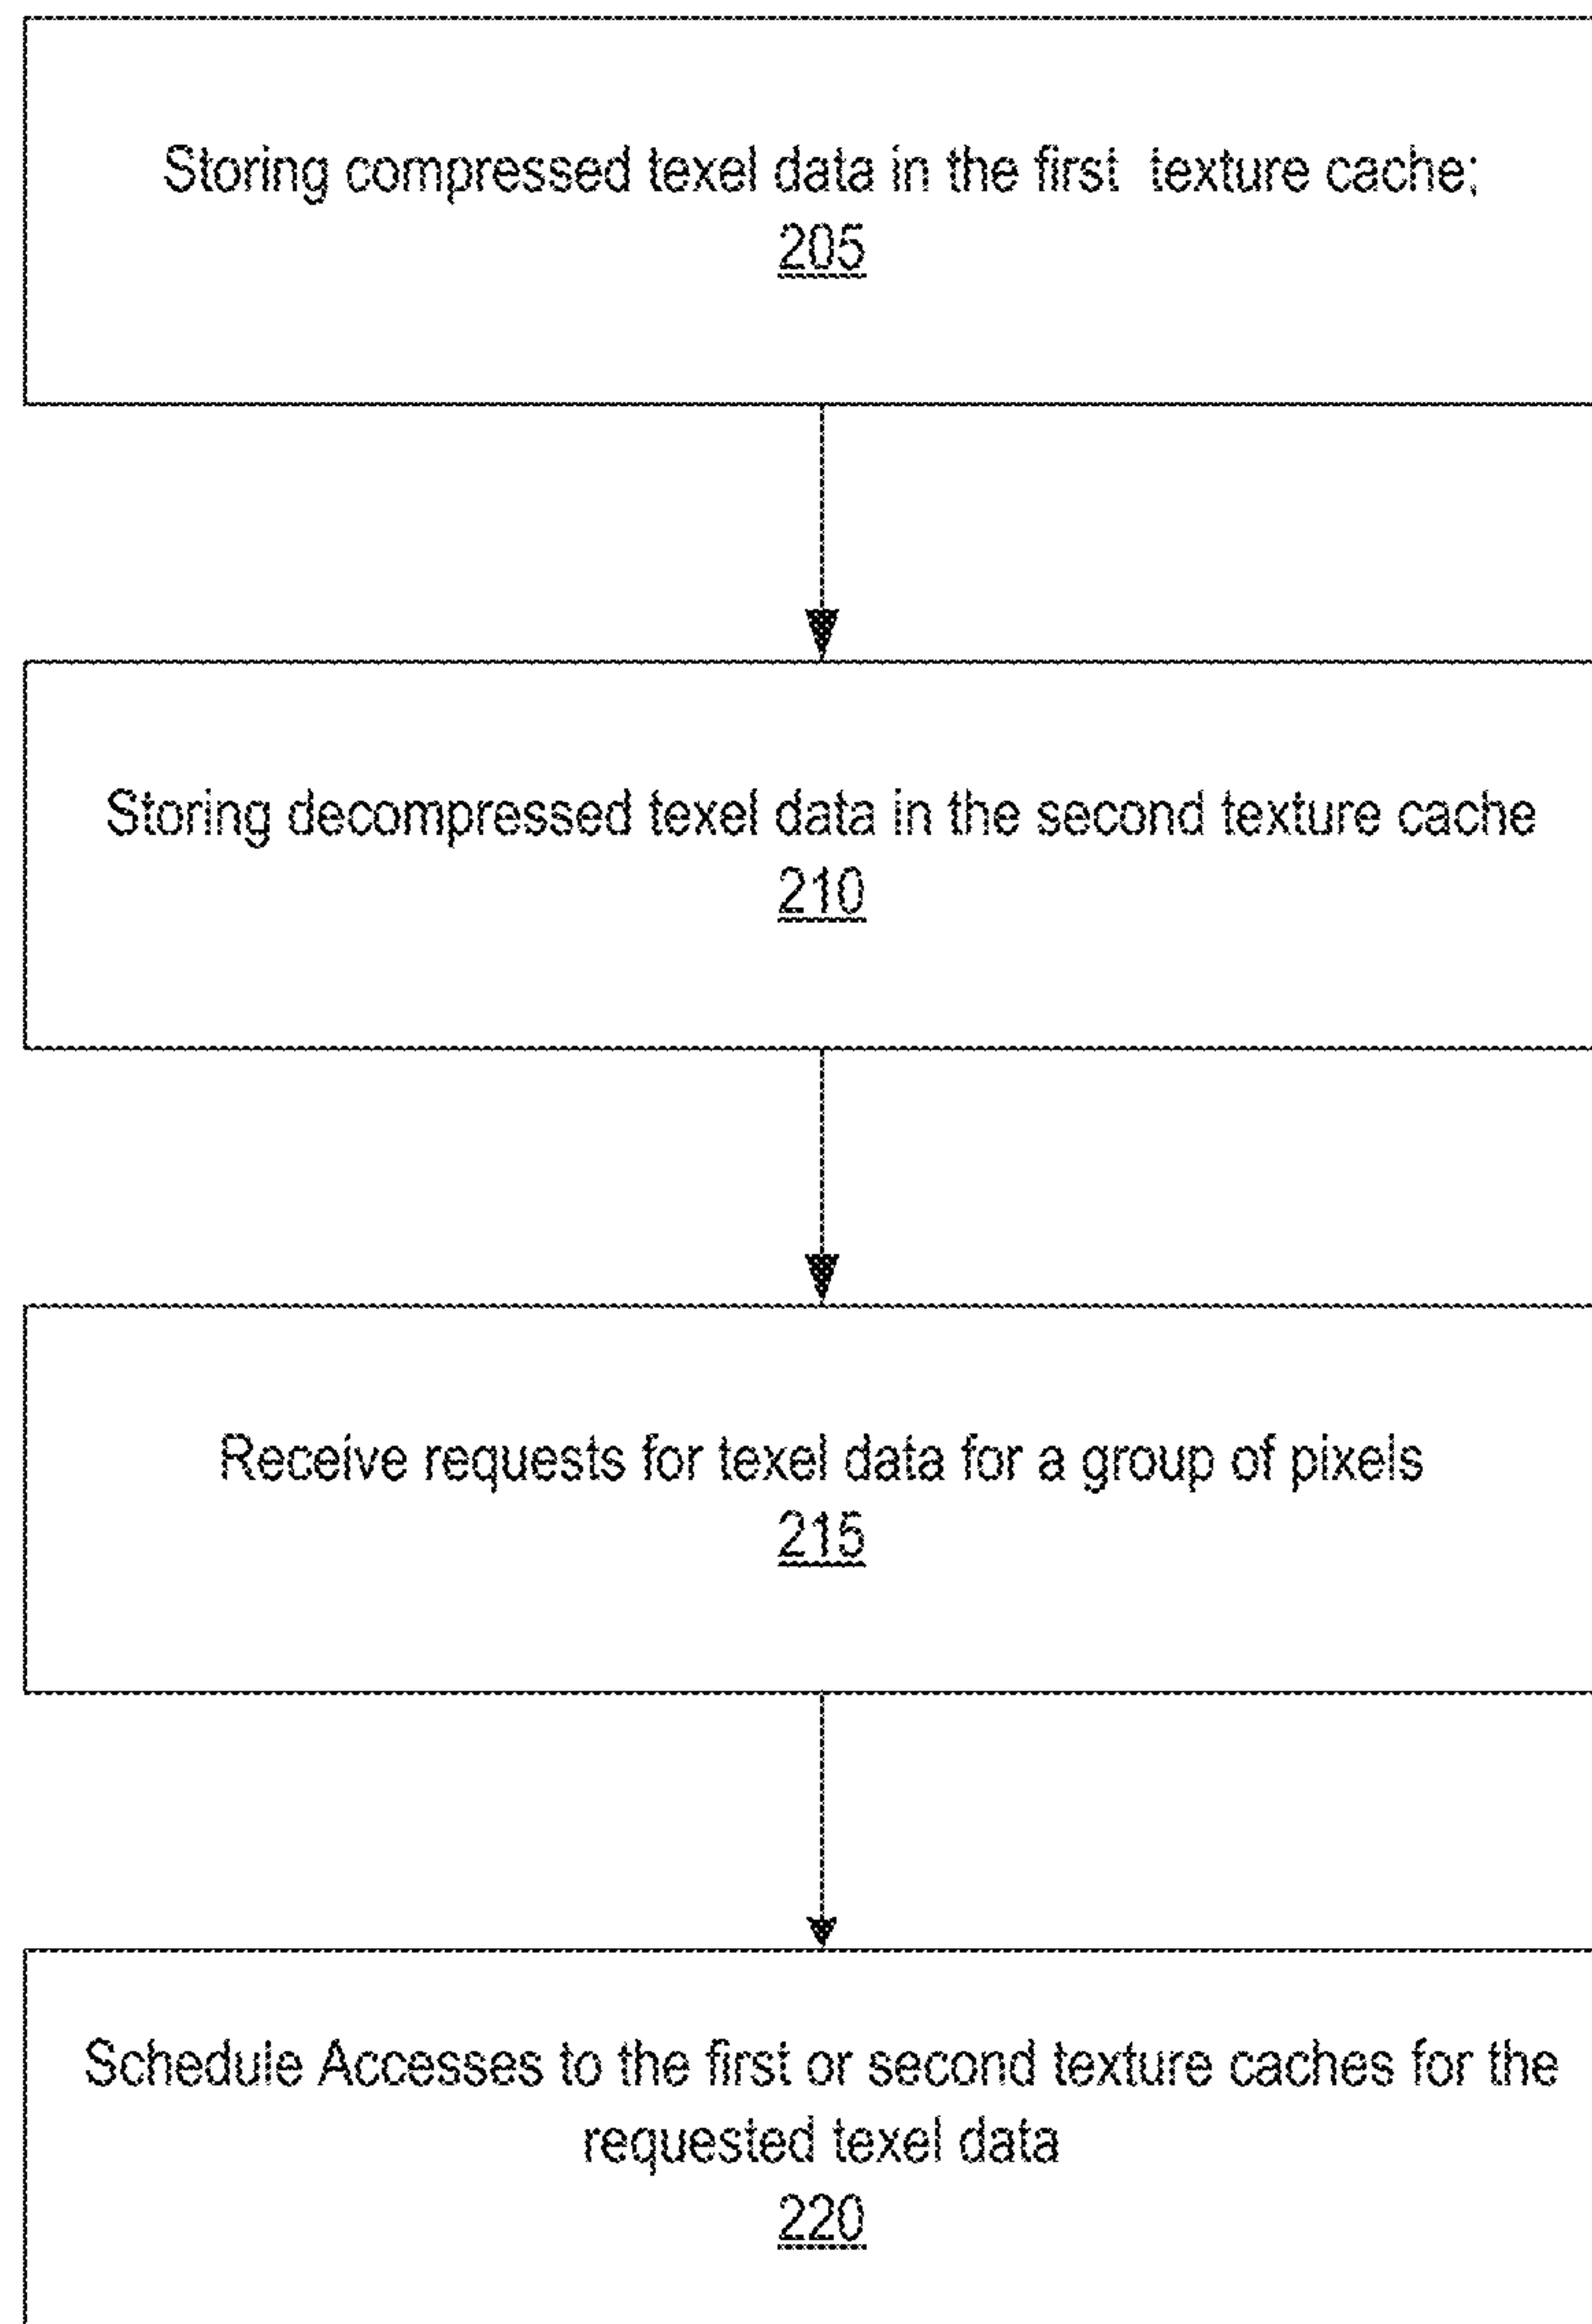 Storing compressed texel data in the first texture cache;
205
Storing decompressed texel data in the second texture cache
210
Receive requests for texel data for a group of pixels
215
Schedule Accesses to the first or second texture caches for the
requested texel data
220